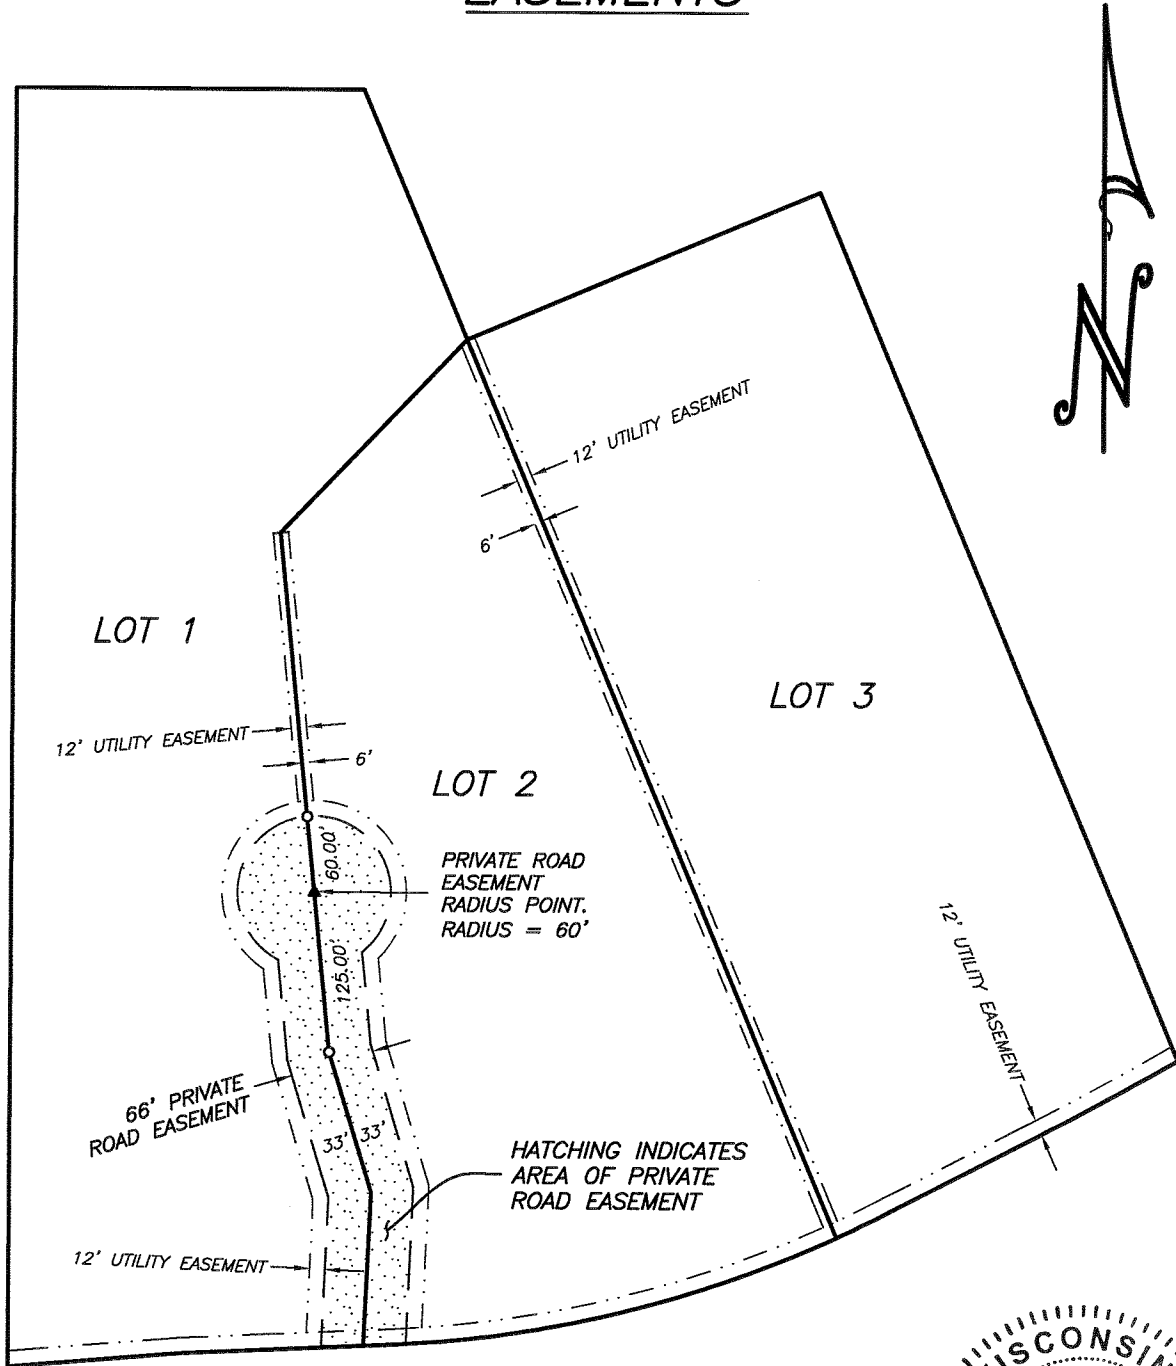 EASEMENTS
N
12' UTILITY EASEMENT
6'
LOT 1
LOT 3
12' UTILITY EASEMENT
6'
LOT 2
60.00'
PRIVATE ROAD
EASEMENT
RADIUS POINT.
RADIUS = 60'
125.00'
12' UTILITY EASEMENT
66' PRIVATE
ROAD EASEMENT
33' 33'
HATCHING INDICATES
AREA OF PRIVATE
ROAD EASEMENT
12' UTILITY EASEMENT